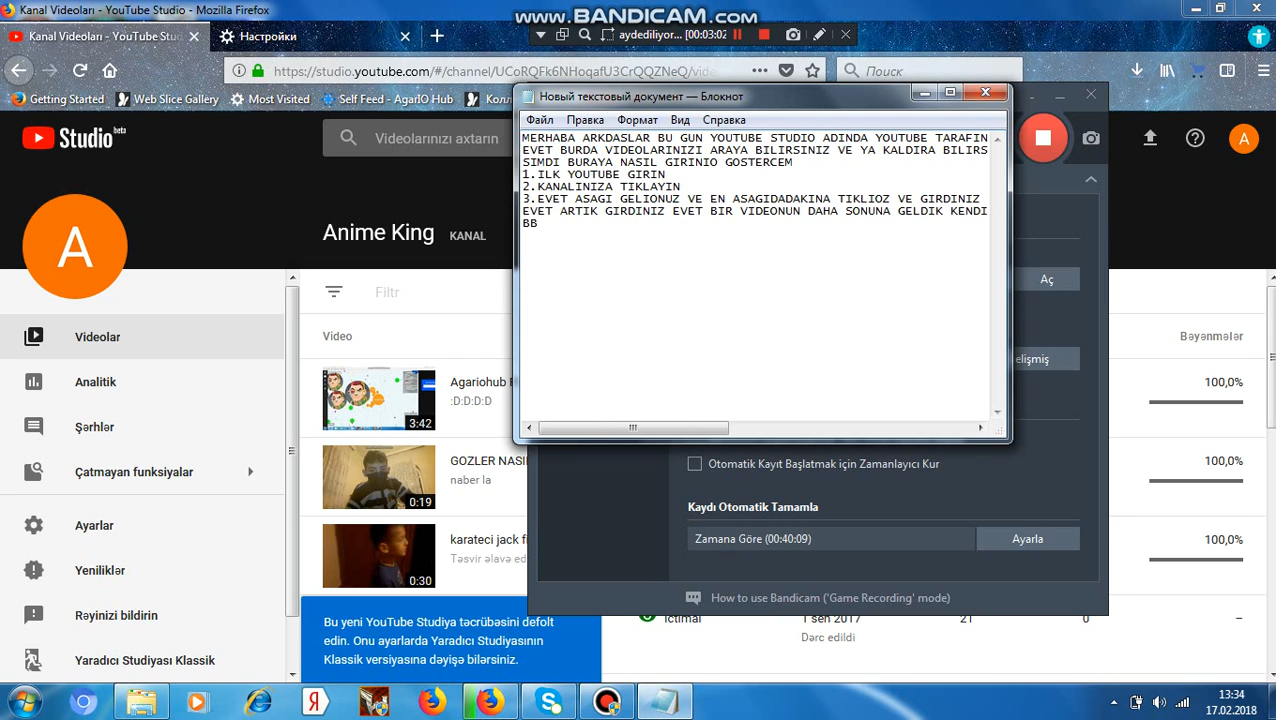 Kanal Videoları - YouTube Studio - Mozilla Firefox
www.BANDICAM.com
Kanal Videoları - YouTube Stud
Настройки
aydediliyor... [00:03:02]
https://studio.youtube.com/#/channel/UCoRQFk6NHoqafU3CrQQZNeQ/vide
Поиск
Getting Started
Web Slice Gallery
Most Visited
Self Feed - AgarIO Hub
Колл
Новый текстовый документ — Блокнот
Файл Правка Формат Вид Справка
MERHABA ARKDASLAR BU GUN YOUTUBE STUDIO ADINDA YOUTUBE TARAFIN
EVET BURDA VIDEOLARINIZI ARAYA BILIRSINIZ VE YA KALDIRA BILIRS
SIMDI BURAYA NASIL GIRINIO GOSTERCEM
1.ILK YOUTUBE GIRIN
2.KANALINIZA TIKLAYIN
3.EVET ASAGI GELIONUZ VE EN ASAGIDADAKINA TIKLIOZ VE GIRDINIZ
EVET ARTIK GIRDINIZ EVET BIR VIDEONUN DAHA SONUNA GELDIK KENDI
BB
Studio beta
Videolarınızı axtarın
A
A
Anime King KANAL
Filtr
Video
Bəyənmələr
Videolar
Analitik
Şərhlər
Çatmayan funksiyalar
Ayarlar
Yeniliklər
Rəyinizi bildirin
Yaradıcı Studiyası Klassik
Agariohub
:D:D:D:D
3:42
100,0%
GOZLER NASI
naber la
0:19
100,0%
karateci jack fi
Təsvir əlavə ed
0:30
100,0%
Aç
elişmiş
Otomatik Kayıt Başlatmak için Zamanlayıcı Kur
Kaydı Otomatik Tamamla
Zamana Göre (00:40:09)
Ayarla
How to use Bandicam ('Game Recording' mode)
Bu yeni YouTube Studiya təcrübəsini defolt
edin. Onu ayarlarda Yaradıcı Studiyasının
Klassik versiyasına dəyişə bilərsiniz.
İctimai
1 sen 2017
21
0
–
Dərc edildi
13:34
17.02.2018